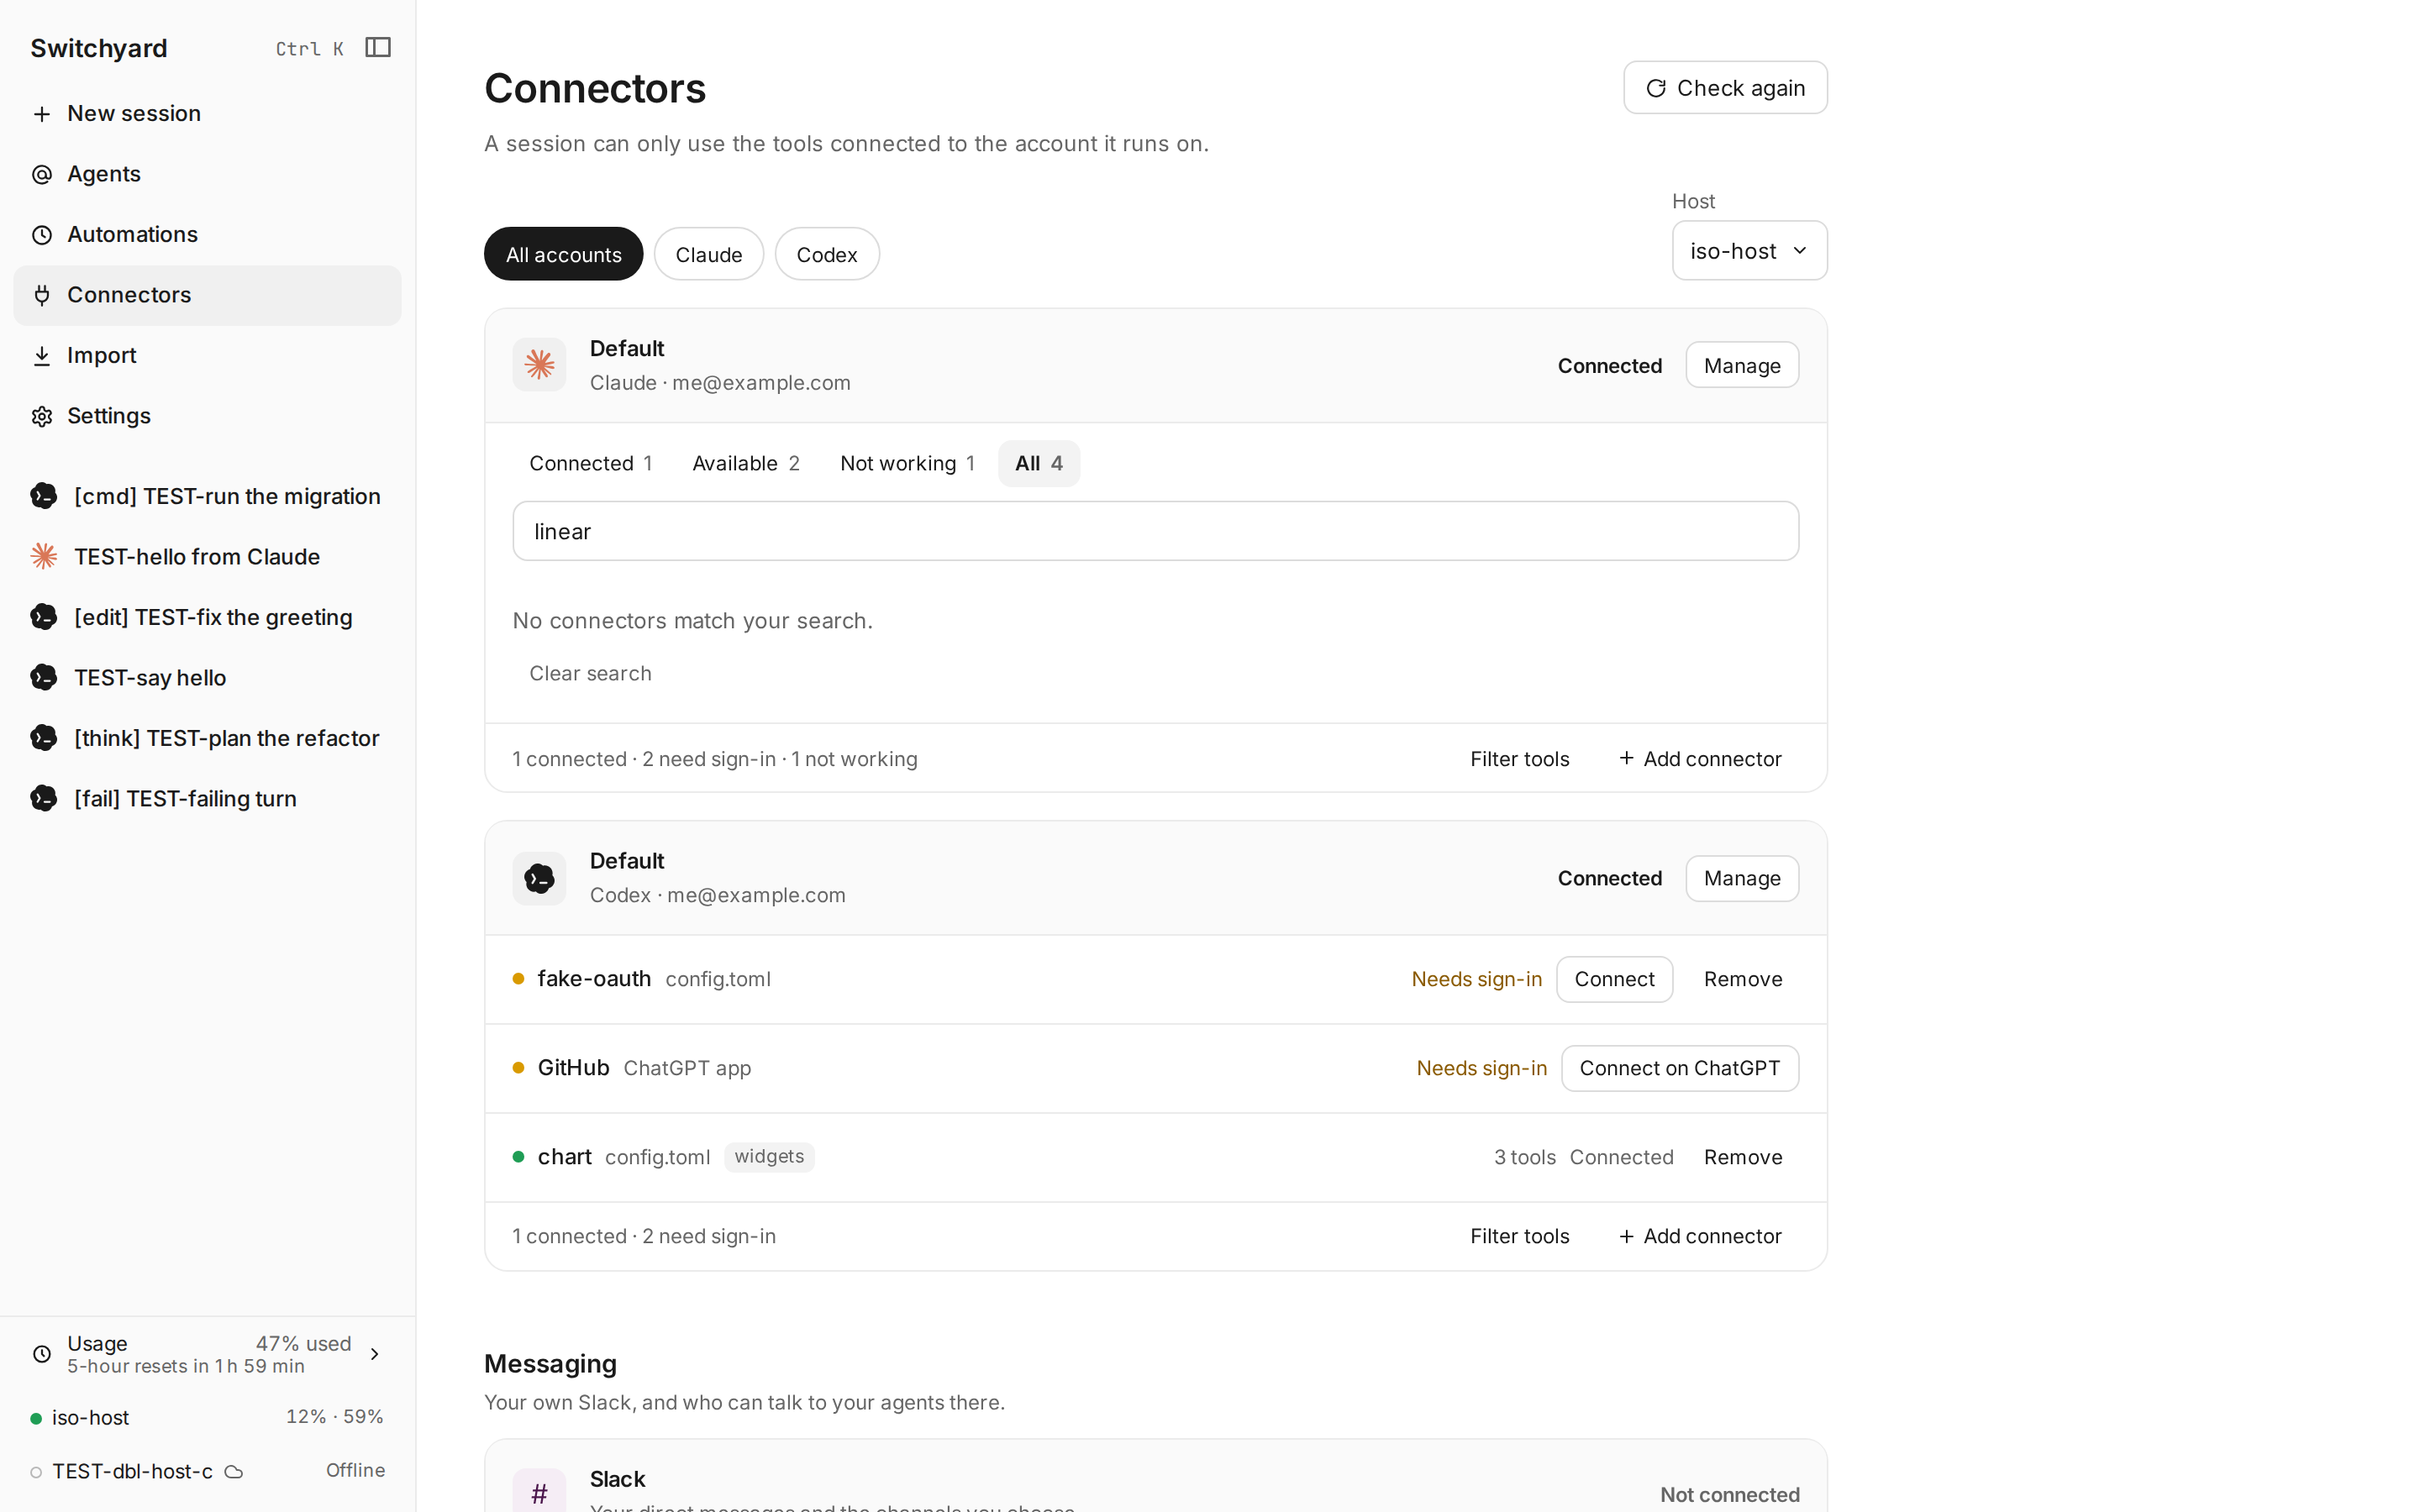 Switchyard Ctrl K
New session
Agents
Automations
Connectors
Import
Settings
[cmd] TEST-run the migration
TEST-hello from Claude
[edit] TEST-fix the greeting
TEST-say hello
[think] TEST-plan the refactor
[fail] TEST-failing turn
Usage 47% used
5-hour resets in 1 h 59 min
iso-host 12% · 59%
TEST-dbl-host-c Offline
Connectors
Check again
A session can only use the tools connected to the account it runs on.
Host
All accounts Claude Codex iso-host
Default
Claude · me@example.com
Connected Manage
Connected 1 Available 2 Not working 1 All 4
linear
No connectors match your search.
Clear search
1 connected · 2 need sign-in · 1 not working Filter tools + Add connector
Default
Codex · me@example.com
Connected Manage
fake-oauth config.toml Needs sign-in Connect Remove
GitHub ChatGPT app Needs sign-in Connect on ChatGPT
chart config.toml widgets 3 tools Connected Remove
1 connected · 2 need sign-in Filter tools + Add connector
Messaging
Your own Slack, and who can talk to your agents there.
# Slack
Not connected
Your direct messages and the channels you choose